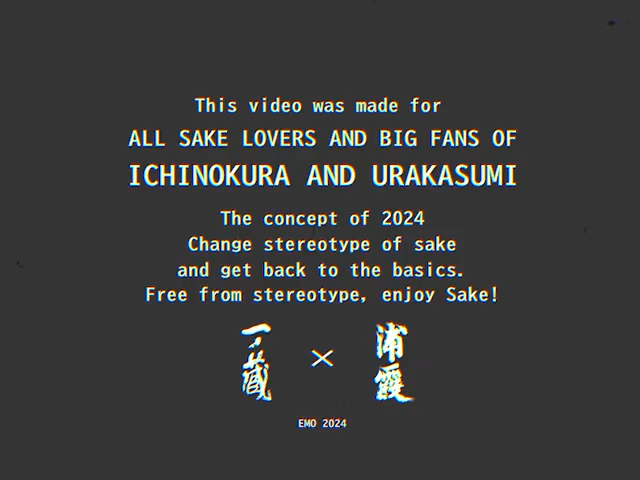 This video was made for
ALL SAKE LOVERS AND BIG FANS OF
ICHINOKURA AND URAKASUMI
The concept of 2024
Change stereotype of sake
and get back to the basics.
Free from stereotype, enjoy Sake!
一ノ蔵 × 浦霞
EMO 2024